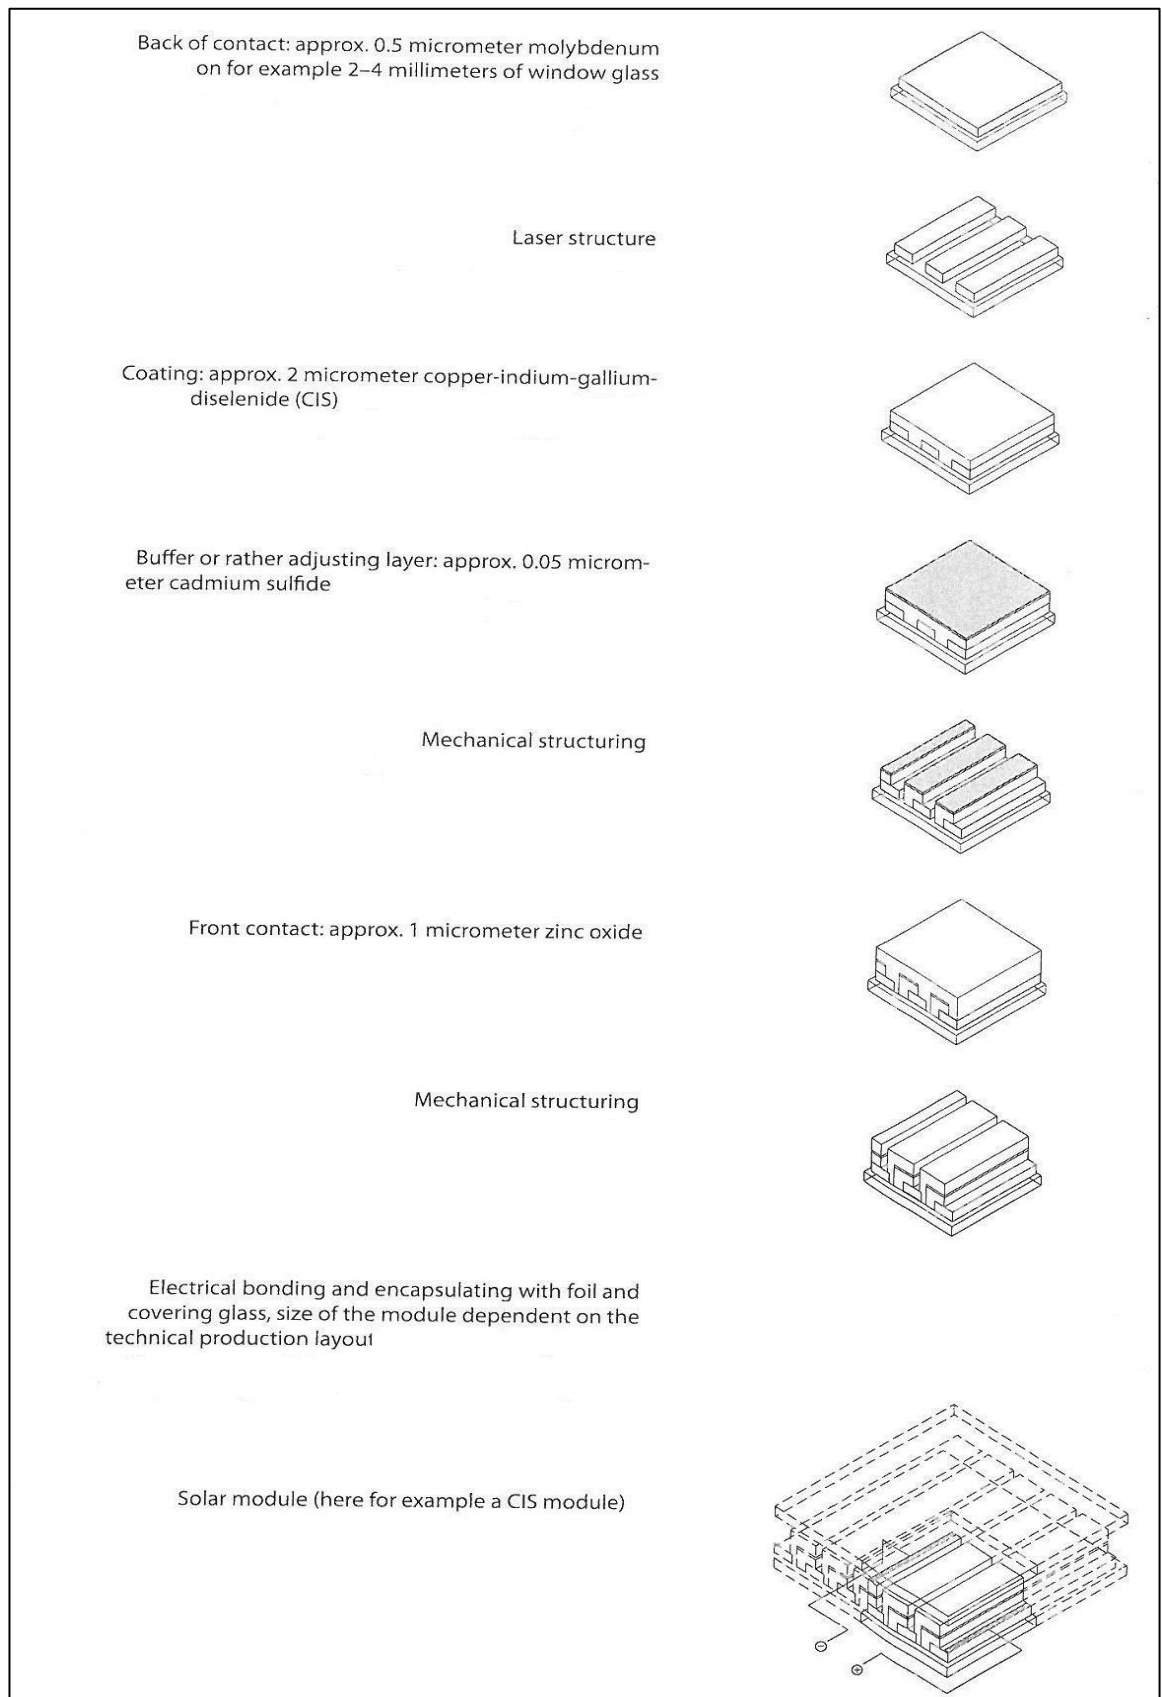 Back of contact: approx. 0.5 micrometer molybdenum
on for example 2–4 millimeters of window glass
Laser structure
Coating: approx. 2 micrometer copper-indium-gallium-
diselenide (CIS)
Buffer or rather adjusting layer: approx. 0.05 microm-
eter cadmium sulfide
Mechanical structuring
Front contact: approx. 1 micrometer zinc oxide
Mechanical structuring
Electrical bonding and encapsulating with foil and
covering glass, size of the module dependent on the
technical production layout
Solar module (here for example a CIS module)
⊖
⊕